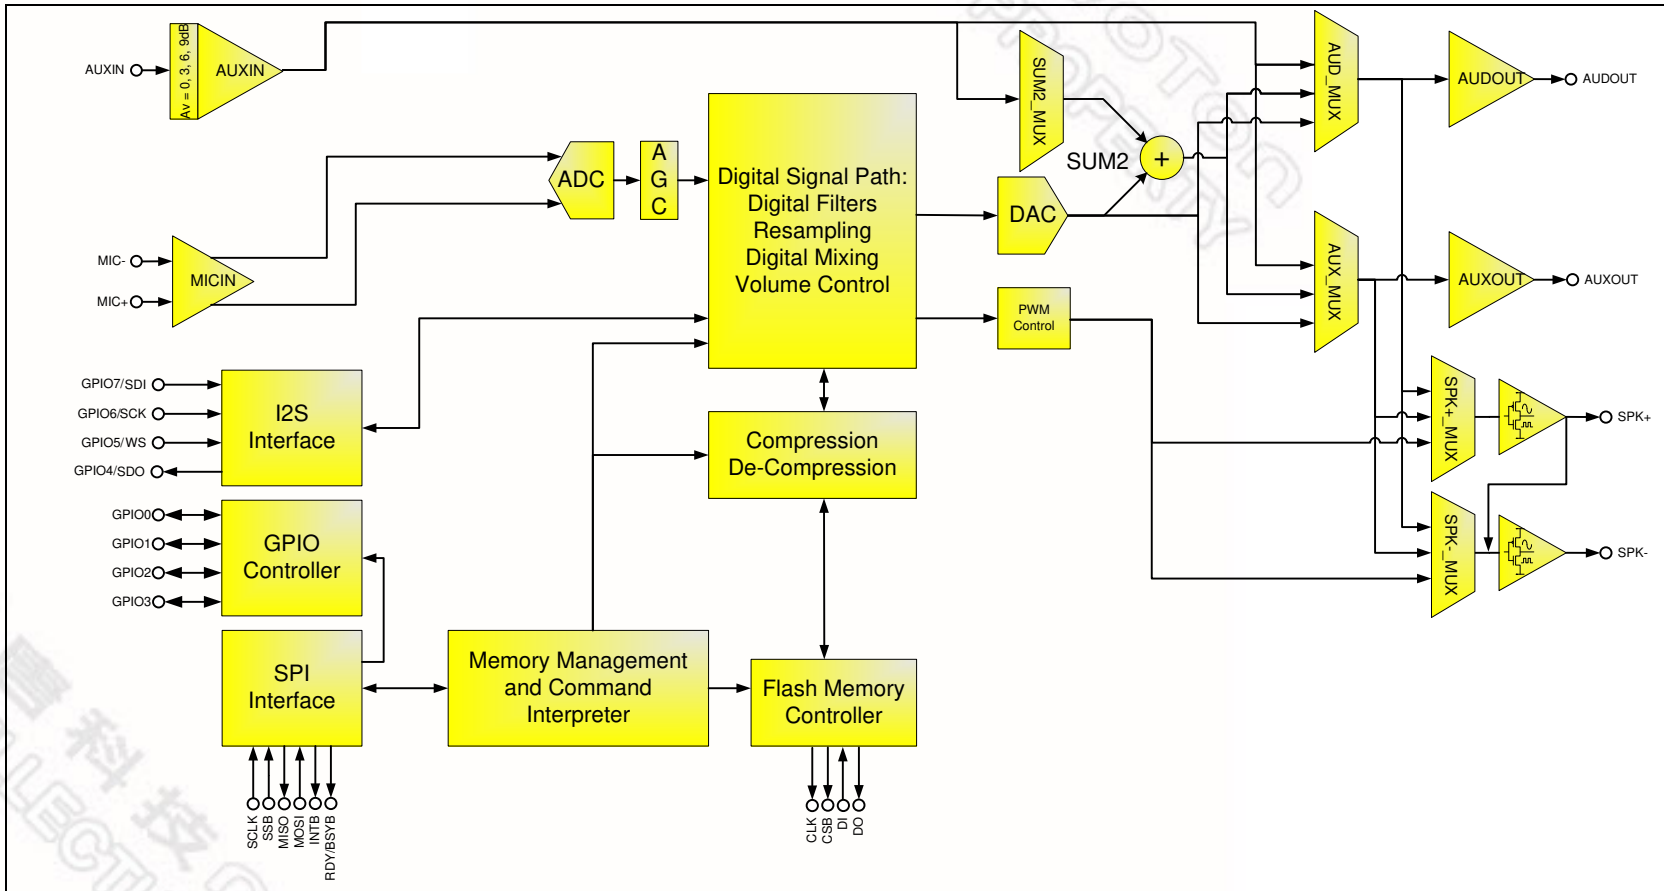 AUXIN
Av = 0, 3, 6, 9dB
AUXIN
MIC-
MIC+
MICIN
ADC
A
G
C
Digital Signal Path:
Digital Filters
Resampling
Digital Mixing
Volume Control
SUM2_MUX
SUM2
+
DAC
PWM
Control
AUD_MUX
AUDOUT
AUDOUT
AUX_MUX
AUXOUT
AUXOUT
SPK+_MUX
SPK+
SPK-_MUX
SPK-
GPIO7/SDI
GPIO6/SCK
GPIO5/WS
GPIO4/SDO
I2S
Interface
Compression
De-Compression
GPIO0
GPIO1
GPIO2
GPIO3
GPIO
Controller
SPI
Interface
Memory Management
and Command
Interpreter
Flash Memory
Controller
SCLK
SSB
MISO
MOSI
INTB
RDY/BSYB
CLK
CSB
DI
DO
PROPERTY
科技